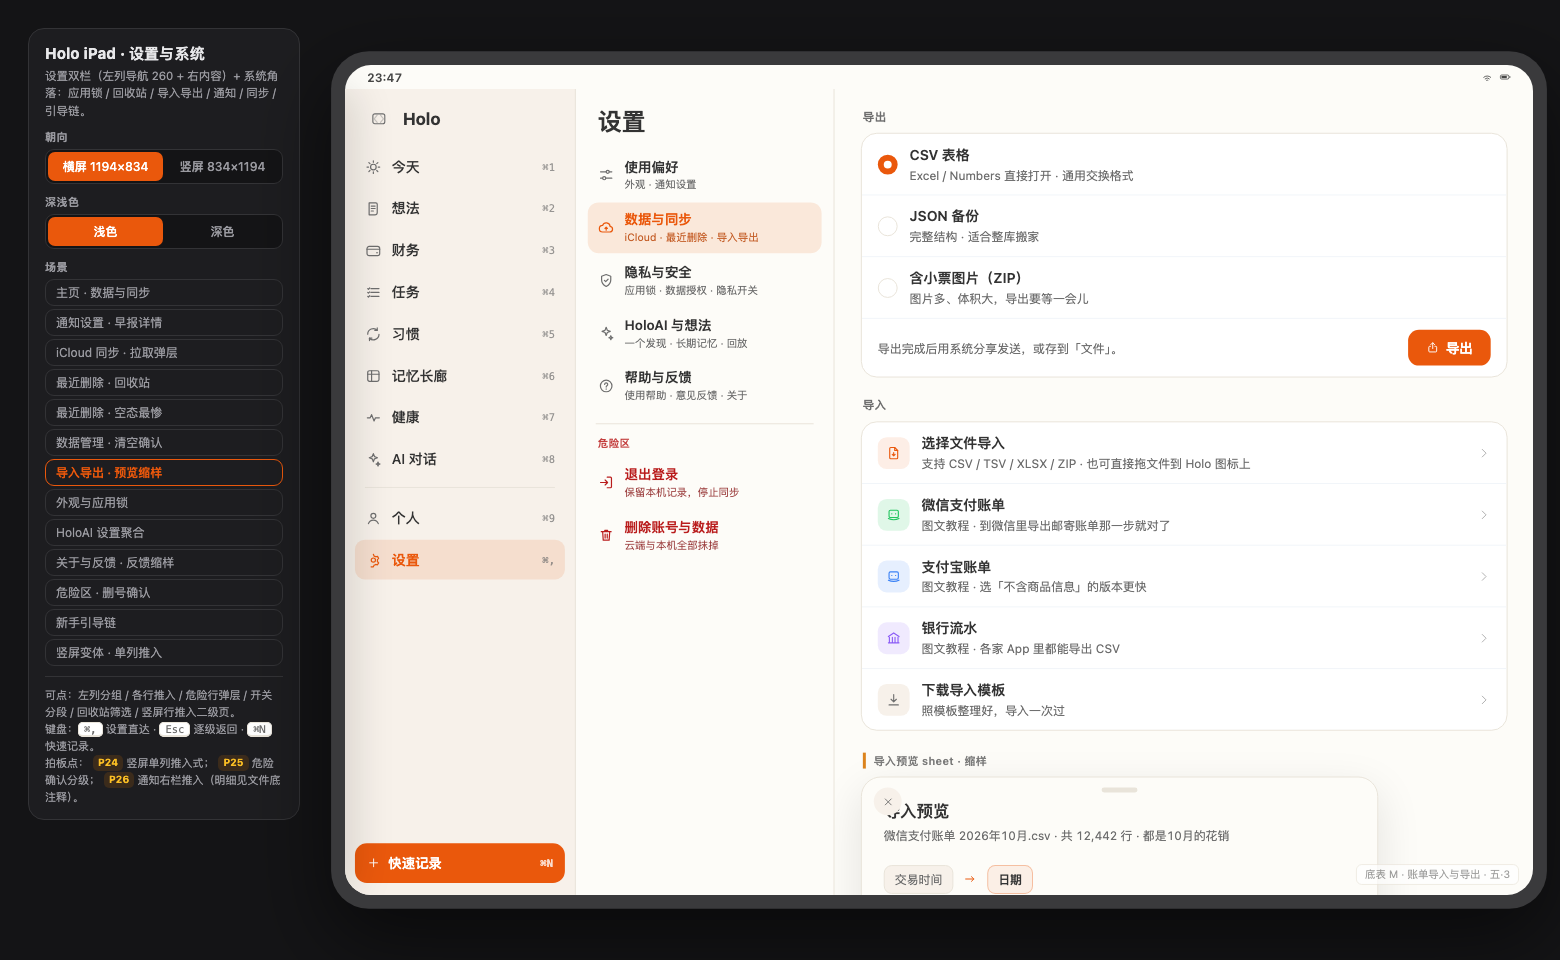 Holo iPad · 设置与系统
设置双栏（左列导航 260 + 右内容）+ 系统角
落：应用锁 / 回收站 / 导入导出 / 通知 / 同步 /
引导链。
朝向
横屏 1194×834
竖屏 834×1194
深浅色
浅色
深色
场景
主页 · 数据与同步
通知设置 · 早报详情
iCloud 同步 · 拉取弹层
最近删除 · 回收站
最近删除 · 空态最惨
数据管理 · 清空确认
导入导出 · 预览缩样
外观与应用锁
HoloAI 设置聚合
关于与反馈 · 反馈缩样
危险区 · 删号确认
新手引导链
竖屏变体 · 单列推入
可点：左列分组 / 各行推入 / 危险行弹层 / 开关
分段 / 回收站筛选 / 竖屏行推入二级页。
键盘： ⌘, 设置直达 · Esc 逐级返回 · ⌘N
快速记录。
拍板点： P24 竖屏单列推入式； P25 危险
确认分级； P26 通知右栏推入（明细见文件底
注释）。
23:47
Holo
今天 ⌘1
想法 ⌘2
财务 ⌘3
任务 ⌘4
习惯 ⌘5
记忆长廊 ⌘6
健康 ⌘7
AI 对话 ⌘8
个人 ⌘9
设置 ⌘,
快速记录 ⌘N
设置
使用偏好
外观 · 通知设置
数据与同步
iCloud · 最近删除 · 导入导出
隐私与安全
应用锁 · 数据授权 · 隐私开关
HoloAI 与想法
一个发现 · 长期记忆 · 回放
帮助与反馈
使用帮助 · 意见反馈 · 关于
危险区
退出登录
保留本机记录，停止同步
删除账号与数据
云端与本机全部抹掉
导出
CSV 表格
Excel / Numbers 直接打开 · 通用交换格式
JSON 备份
完整结构 · 适合整库搬家
含小票图片（ZIP）
图片多、体积大，导出要等一会儿
导出完成后用系统分享发送，或存到「文件」。
导出
导入
选择文件导入
支持 CSV / TSV / XLSX / ZIP · 也可直接拖文件到 Holo 图标上
微信支付账单
图文教程 · 到微信里导出邮寄账单那一步就对了
支付宝账单
图文教程 · 选「不含商品信息」的版本更快
银行流水
图文教程 · 各家 App 里都能导出 CSV
下载导入模板
照模板整理好，导入一次过
导入预览 sheet · 缩样
导入预览
微信支付账单 2026年10月.csv · 共 12,442 行 · 都是10月的花销
交易时间 → 日期
底表 M · 账单导入与导出 · 五·3